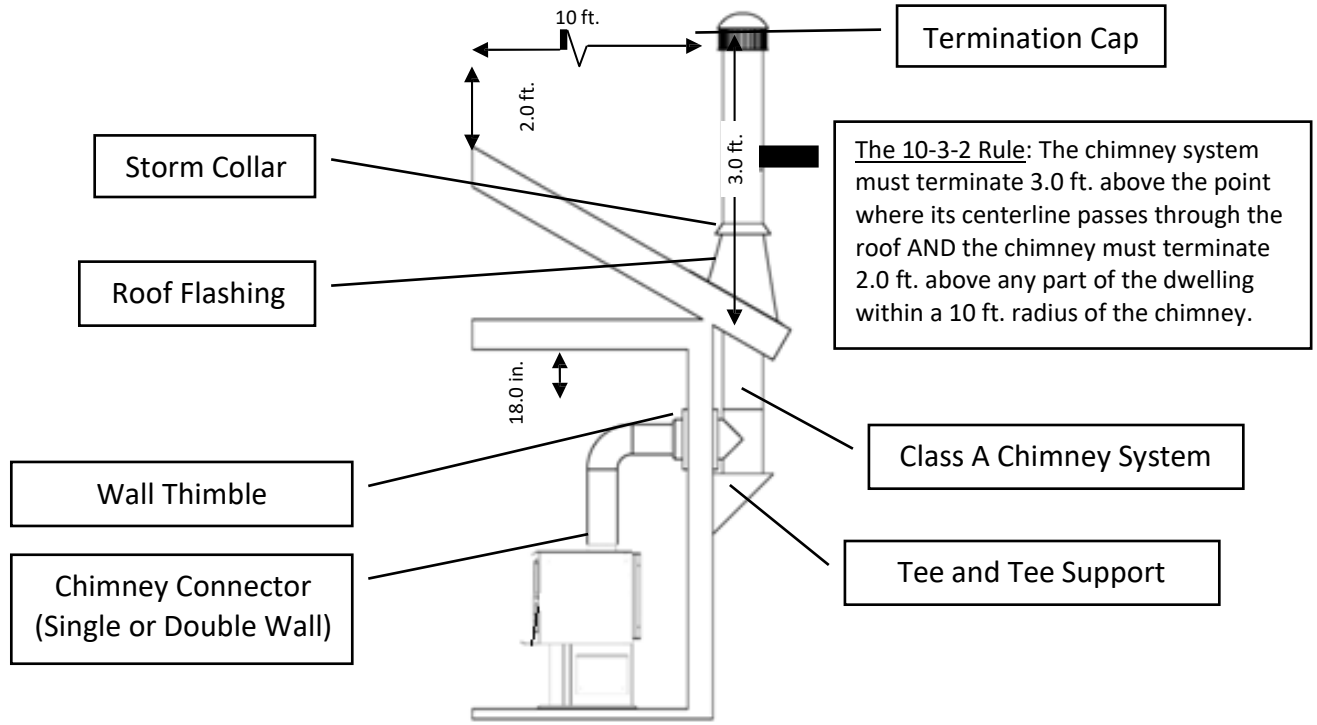 10 ft.
Termination Cap
2.0 ft.
Storm Collar
3.0 ft.
The 10-3-2 Rule: The chimney system
must terminate 3.0 ft. above the point
where its centerline passes through the
roof AND the chimney must terminate
2.0 ft. above any part of the dwelling
within a 10 ft. radius of the chimney.
Roof Flashing
18.0 in.
Class A Chimney System
Wall Thimble
Tee and Tee Support
Chimney Connector
(Single or Double Wall)